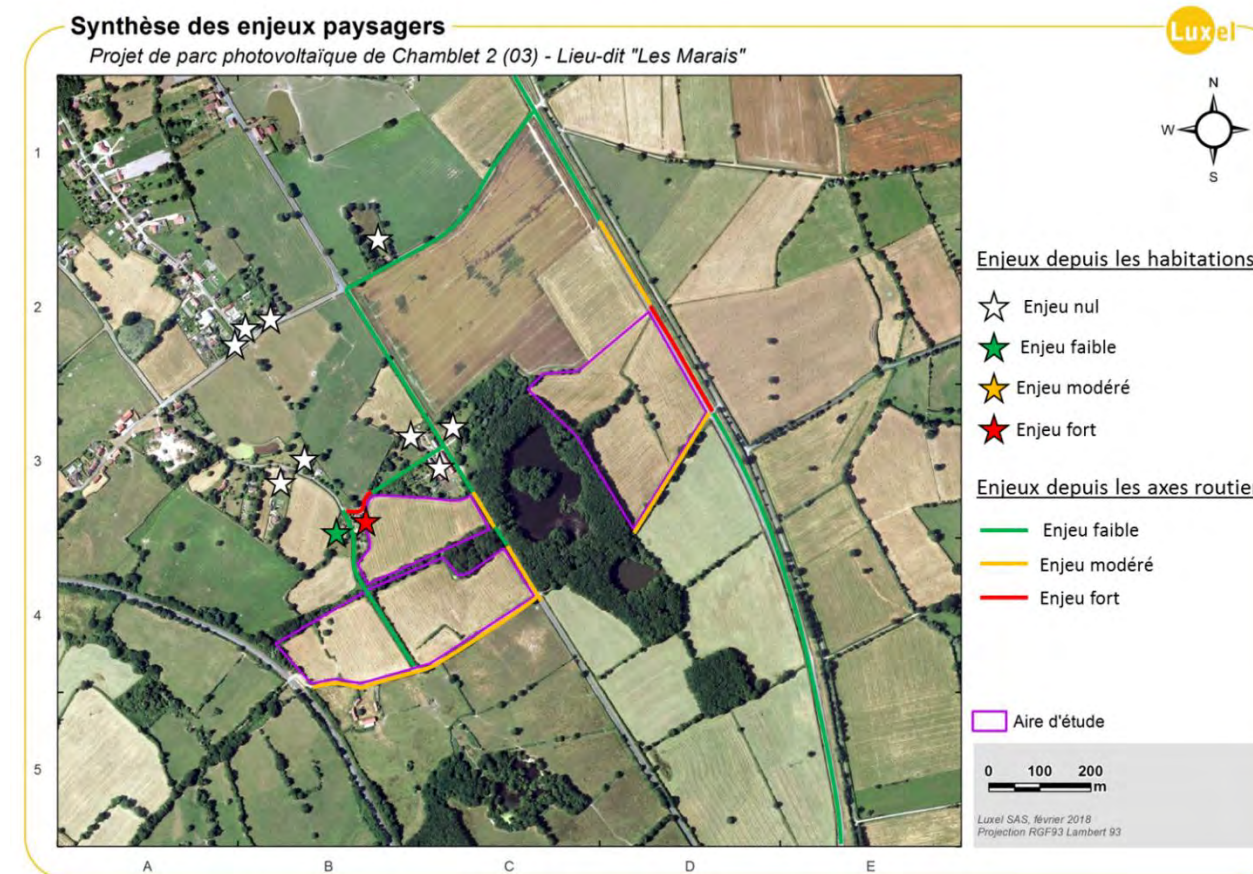 Synthèse des enjeux paysagers
Projet de parc photovoltaïque de Chamblet 2 (03) - Lieu-dit "Les Marais"
Luxel
N
W
S
1
2
3
4
5
A
B
C
D
E
Enjeux depuis les habitations
Enjeu nul
Enjeu faible
Enjeu modéré
Enjeu fort
Enjeux depuis les axes routier
Enjeu faible
Enjeu modéré
Enjeu fort
Aire d'étude
0 100 200
m
Luxel SAS, février 2018
Projection RGF93 Lambert 93